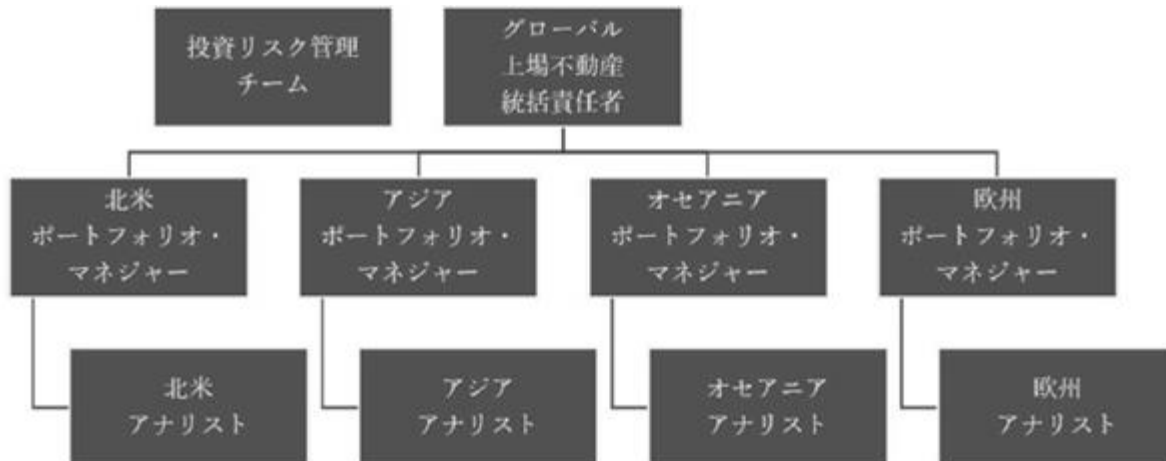 投資リスク管理
チーム
グローバル
上場不動産
統括責任者
北米
ポートフォリオ・
マネジャー
アジア
ポートフォリオ・
マネジャー
オセアニア
ポートフォリオ・
マネジャー
欧州
ポートフォリオ・
マネジャー
北米
アナリスト
アジア
アナリスト
オセアニア
アナリスト
欧州
アナリスト